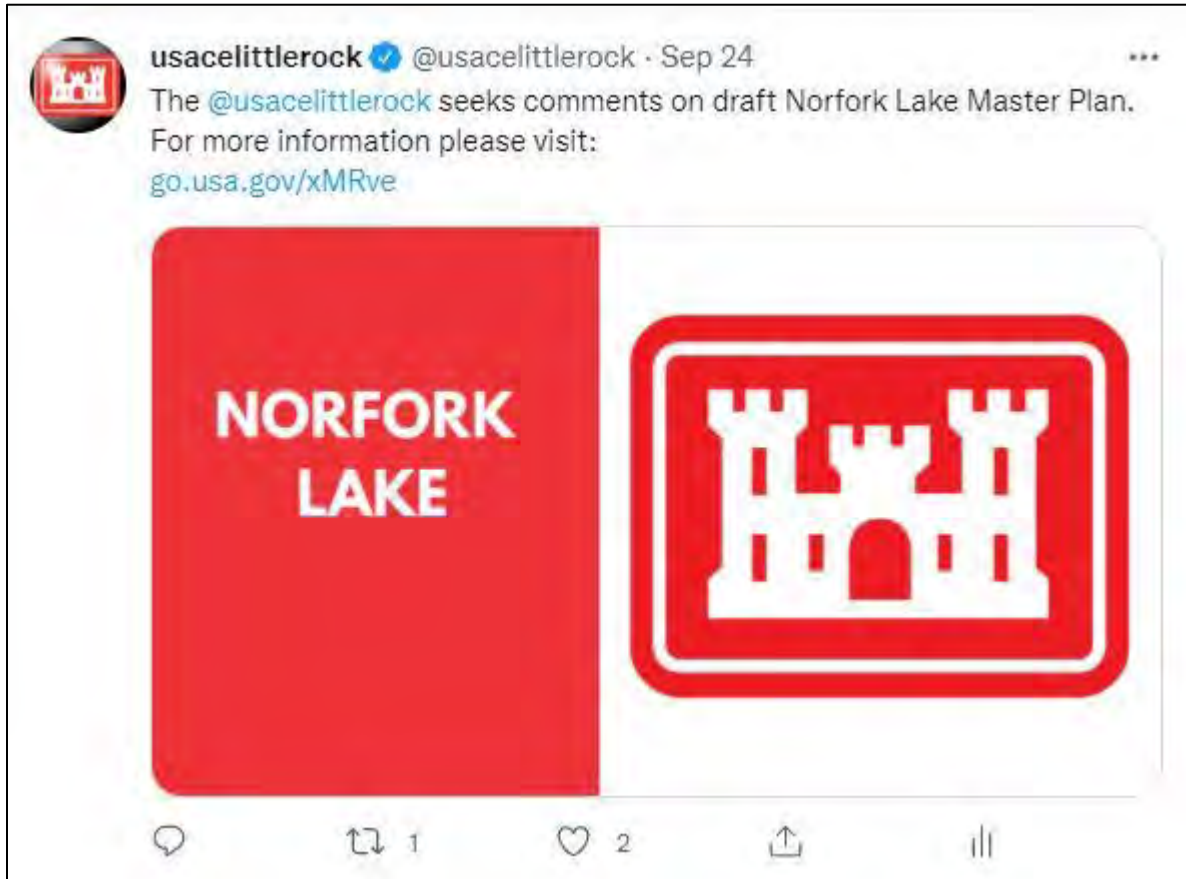 usacelittlerock @usacelittlerock · Sep 24
The @usacelittlerock seeks comments on draft Norfork Lake Master Plan.
For more information please visit:
go.usa.gov/xMRve
NORFORK
LAKE
1 2